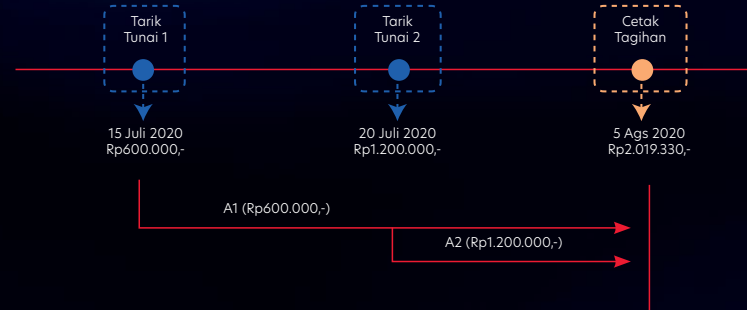 Tarik
Tunai 1
Tarik
Tunai 2
Cetak
Tagihan
15 Juli 2020
Rp600.000,-
20 Juli 2020
Rp1.200.000,-
5 Ags 2020
Rp2.019.330,-
A1 (Rp600.000,-)
A2 (Rp1.200.000,-)